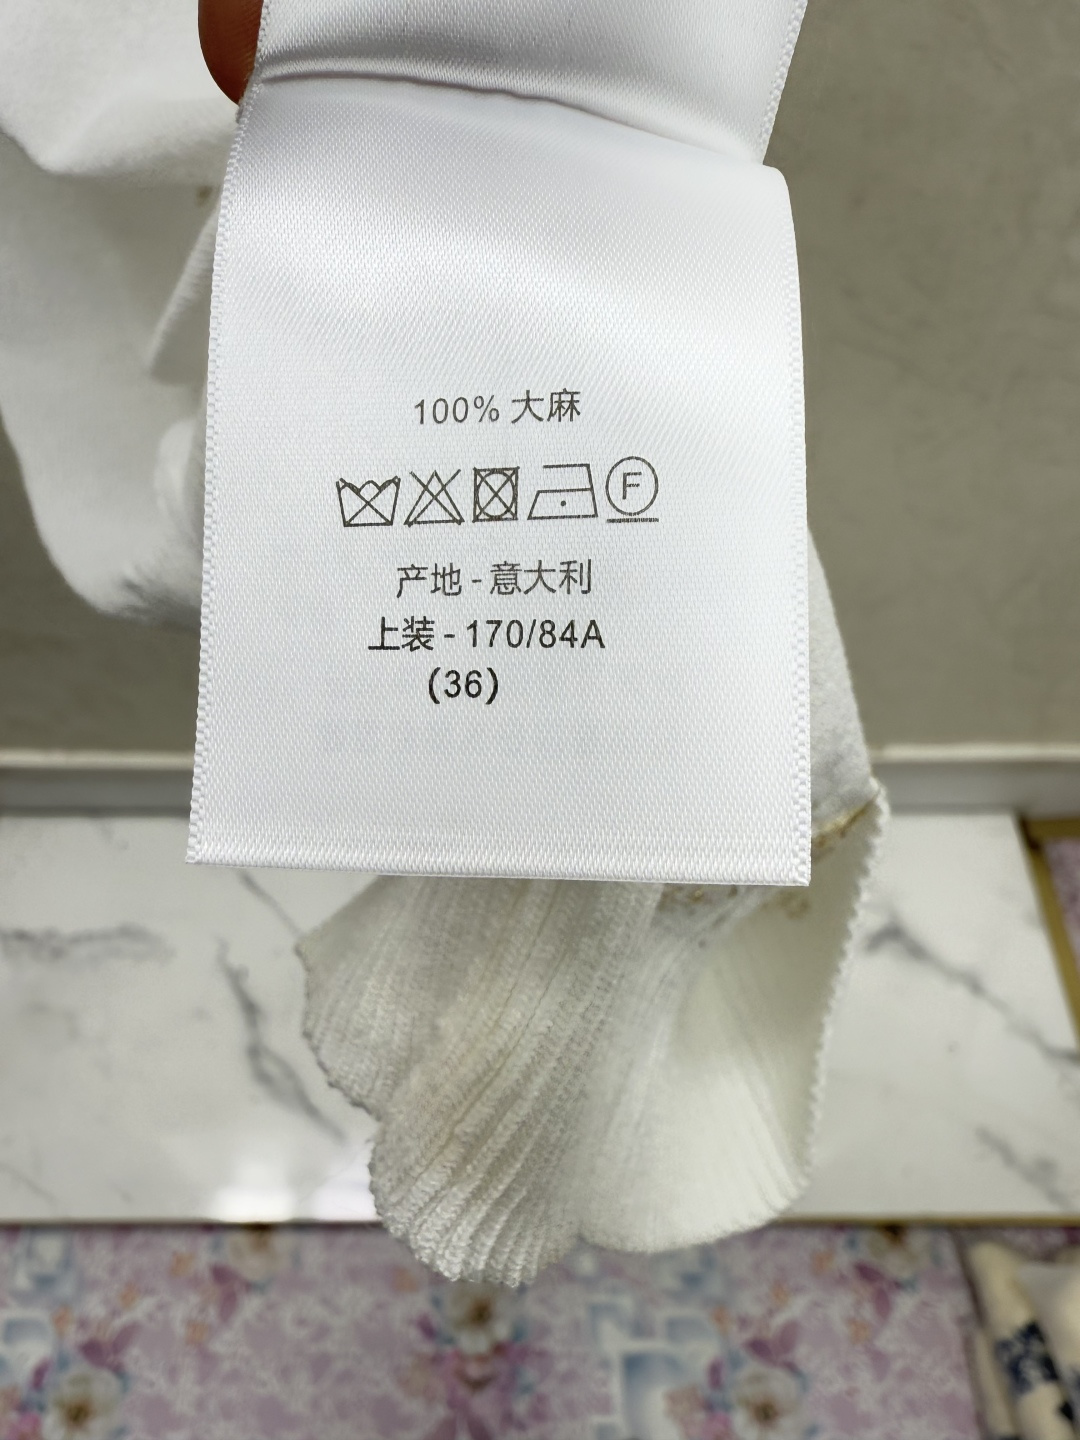 100% 大麻
F
产地 - 意大利
上装 - 170/84A
(36)